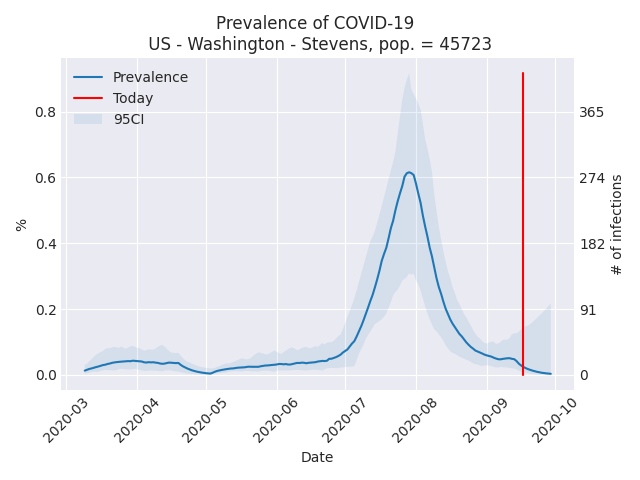 Prevalence of COVID-19
US - Washington - Stevens, pop. = 45723
Prevalence
Today
95CI
0.8
0.6
0.4
0.2
0.0
%
365
274
182
91
0
# of infections
2020-03
2020-04
2020-05
2020-06
2020-07
2020-08
2020-09
2020-10
Date